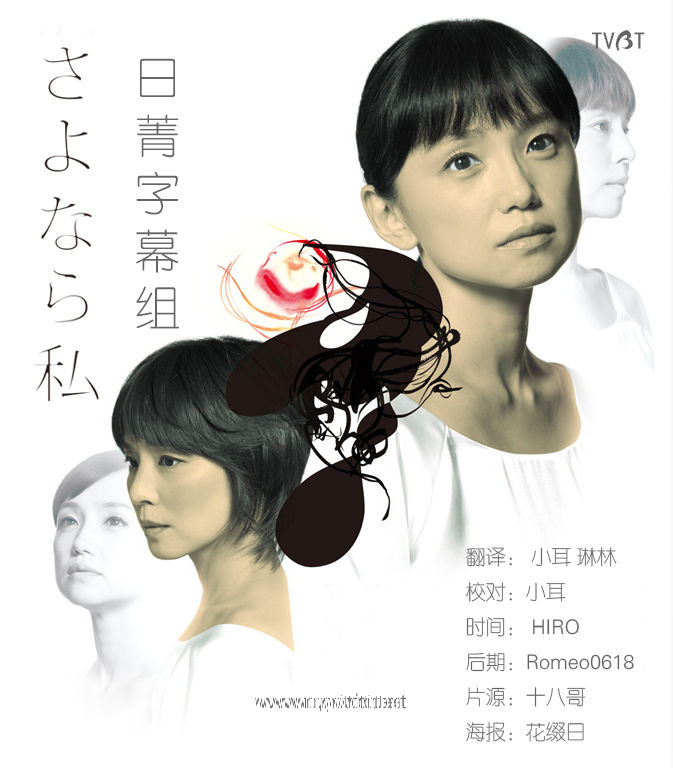 TVBT
さよなら私
日菁字幕组
翻译： 小耳 琳林
校对：小耳
时间： HIRO
后期：Romeo0618
片源：十八哥
海报：花缀日